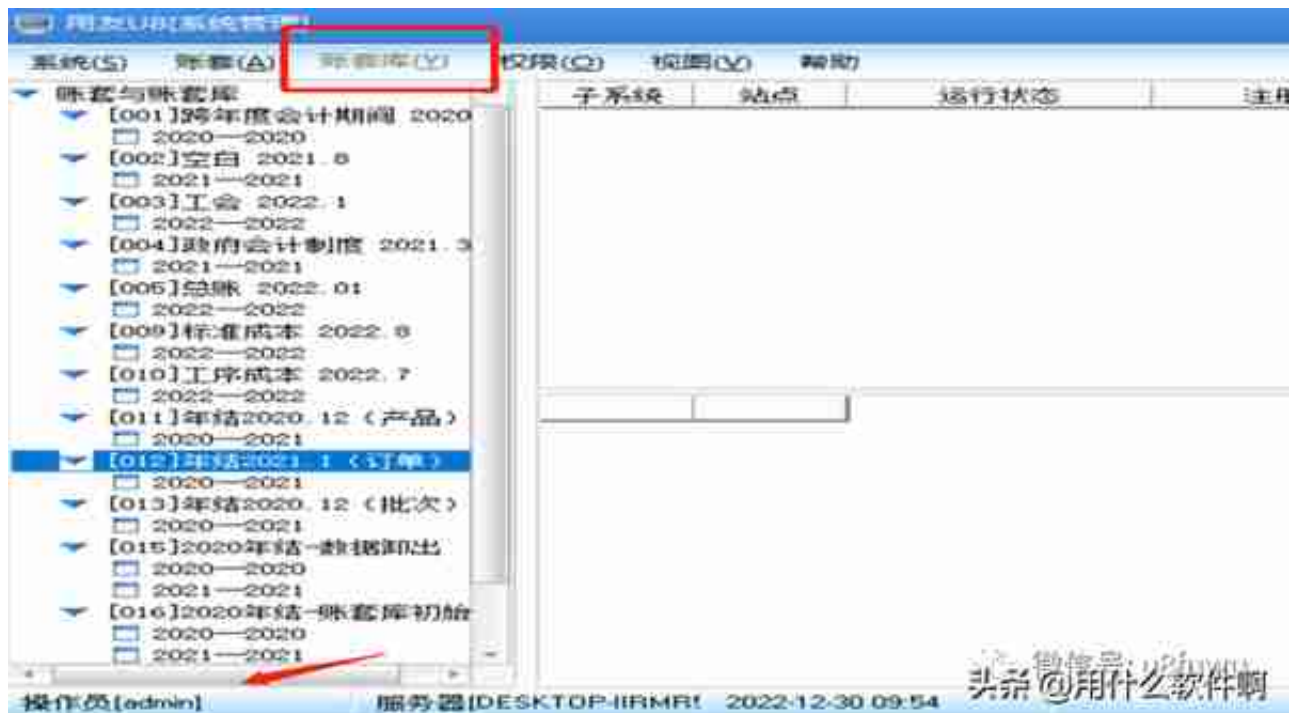 用友U8[系统管理]
系统(S) 账套(A) 账套库(Y) 权限(O) 视图(V) 帮助
账套与账套库
[001]跨年度会计期间 2020
2020—2020
[002]空白 2021.8
2021—2021
[003]工会 2022.1
2022—2022
[004]政府会计制度 2021.3
2021—2021
[005]总账 2022.01
2022—2022
[009]标准成本 2022.8
2022—2022
[010]工序成本 2022.7
2022—2022
[011]年结2020.12（产品）
2020—2021
[012]年结2021.1（订单）
2020—2021
[013]年结2020.12（批次）
2020—2021
[015]2020年结-数据卸出
2020—2020
2021—2021
[016]2020年结-账套库初始
2020—2020
2021—2021
子系统 站点 运行状态 注册
操作员[admin] 服务器 2022-12-30 09:54
微信号:
头条 @用什么软件啊